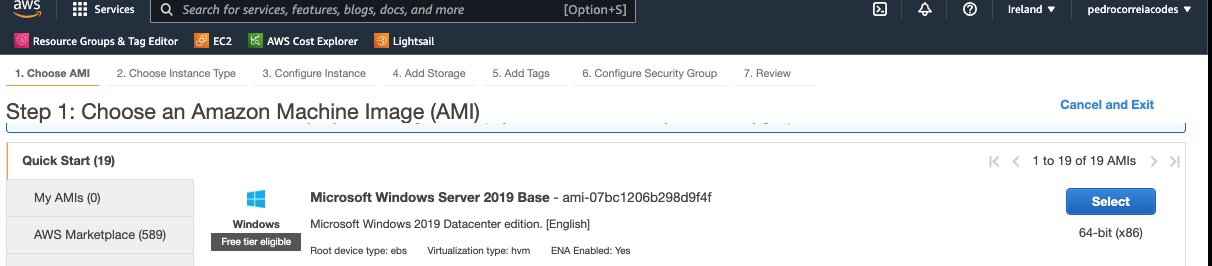 aws Services Search for services, features, blogs, docs, and more [Option+S] Ireland pedrocorreiacodes
Resource Groups & Tag Editor EC2 AWS Cost Explorer Lightsail
1. Choose AMI 2. Choose Instance Type 3. Configure Instance 4. Add Storage 5. Add Tags 6. Configure Security Group 7. Review
Step 1: Choose an Amazon Machine Image (AMI) Cancel and Exit
Quick Start (19) 1 to 19 of 19 AMIs
My AMIs (0)
AWS Marketplace (589)
Windows
Free tier eligible
Microsoft Windows Server 2019 Base - ami-07bc1206b298d9f4f
Microsoft Windows 2019 Datacenter edition. [English]
Root device type: ebs Virtualization type: hvm ENA Enabled: Yes
Select
64-bit (x86)